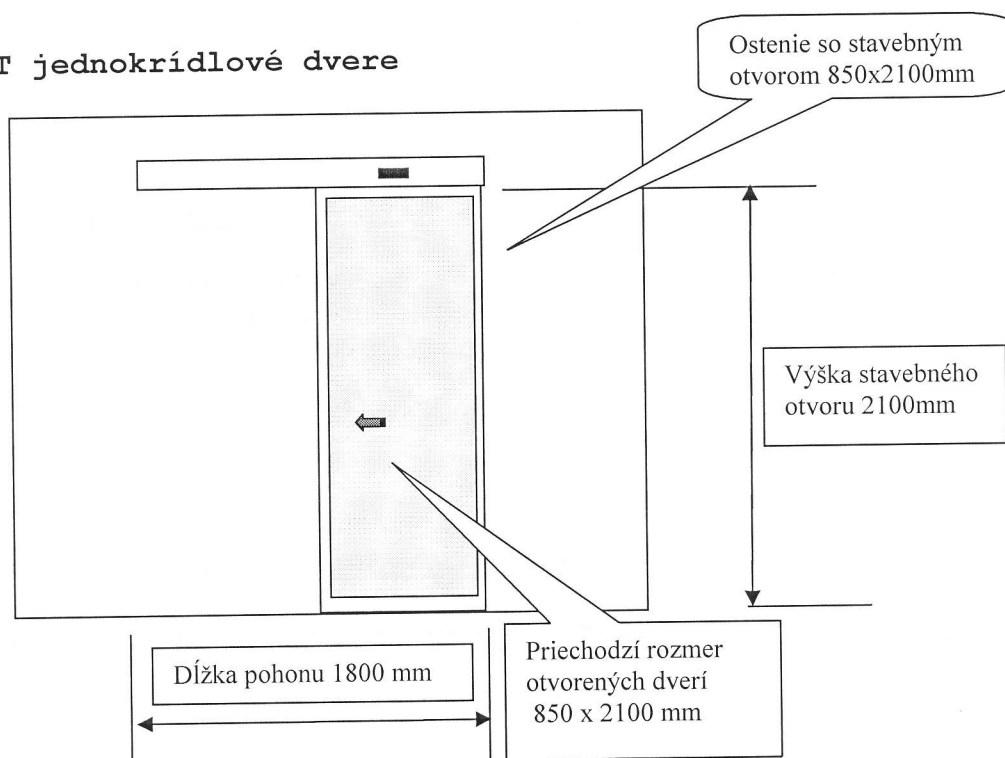 T jednokrídlové dvere
Ostenie so stavebným
otvorom 850x2100mm
Výška stavebného
otvoru 2100mm
Dĺžka pohonu 1800 mm
Priechodzí rozmer
otvorených dverí
850 x 2100 mm